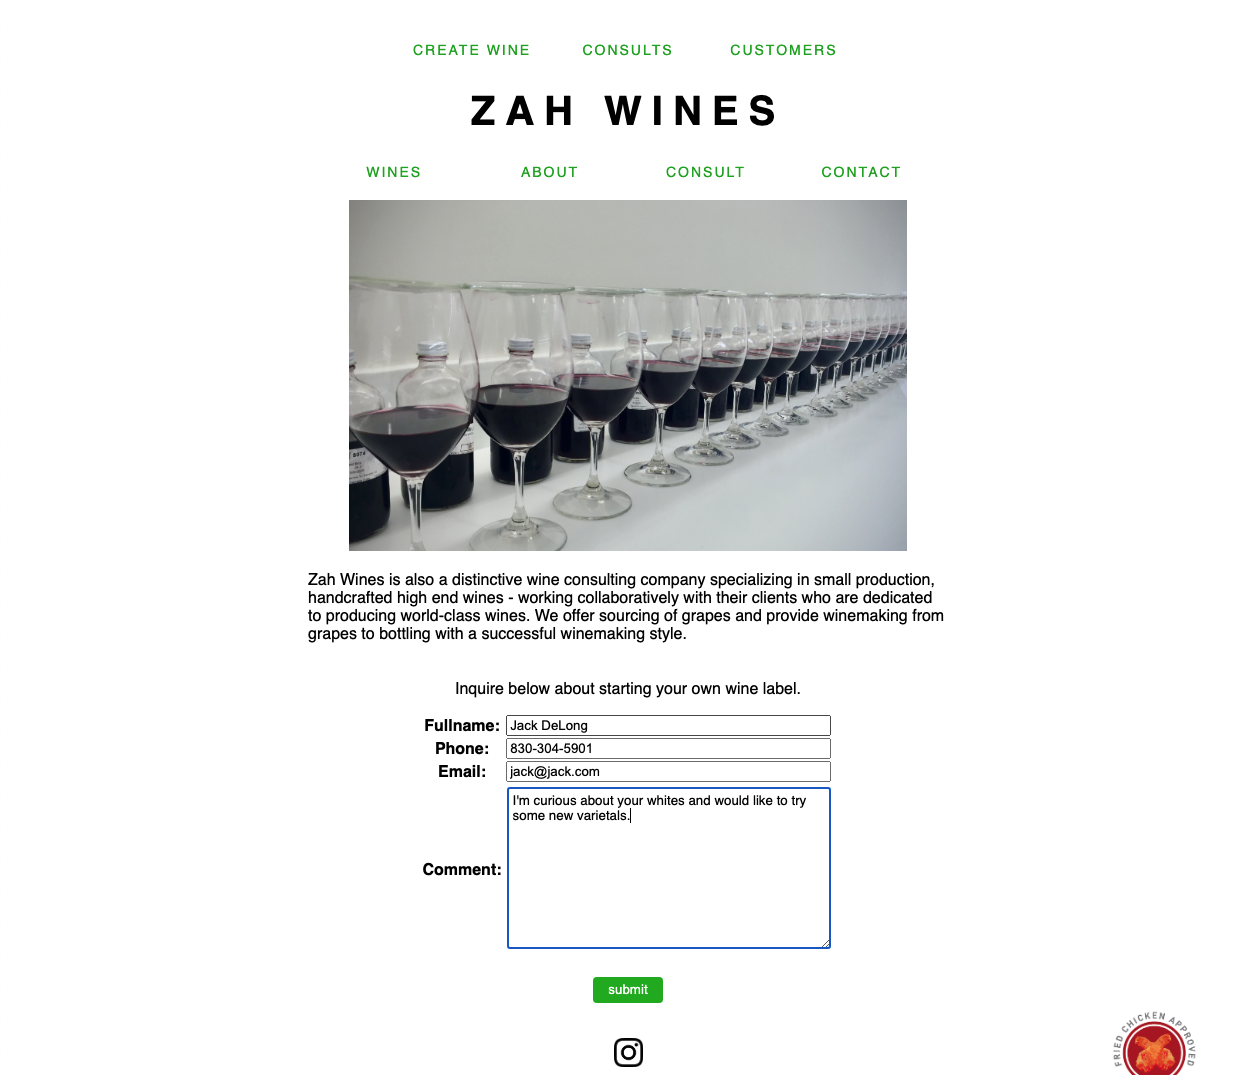 CREATE WINE CONSULTS CUSTOMERS
ZAH WINES
WINES ABOUT CONSULT CONTACT
Zah Wines is also a distinctive wine consulting company specializing in small production,
handcrafted high end wines - working collaboratively with their clients who are dedicated
to producing world-class wines. We offer sourcing of grapes and provide winemaking from
grapes to bottling with a successful winemaking style.
Inquire below about starting your own wine label.
Fullname: Jack DeLong
Phone: 830-304-5901
Email: jack@jack.com
Comment: I'm curious about your whites and would like to try
some new varietals.
submit
FRIED CHICKEN APPROVED